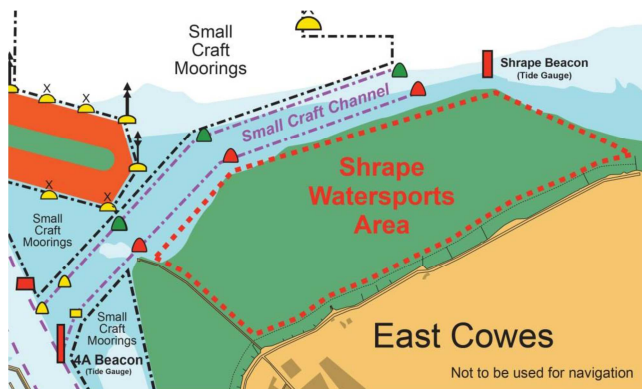 Small
Craft
Moorings
Shrape Beacon
(Tide Gauge)
Small Craft Channel
Shrape
Watersports
Area
Small
Craft
Moorings
Small
Craft
Moorings
4A Beacon
(Tide Gauge)
East Cowes
Not to be used for navigation
X
X
X
X